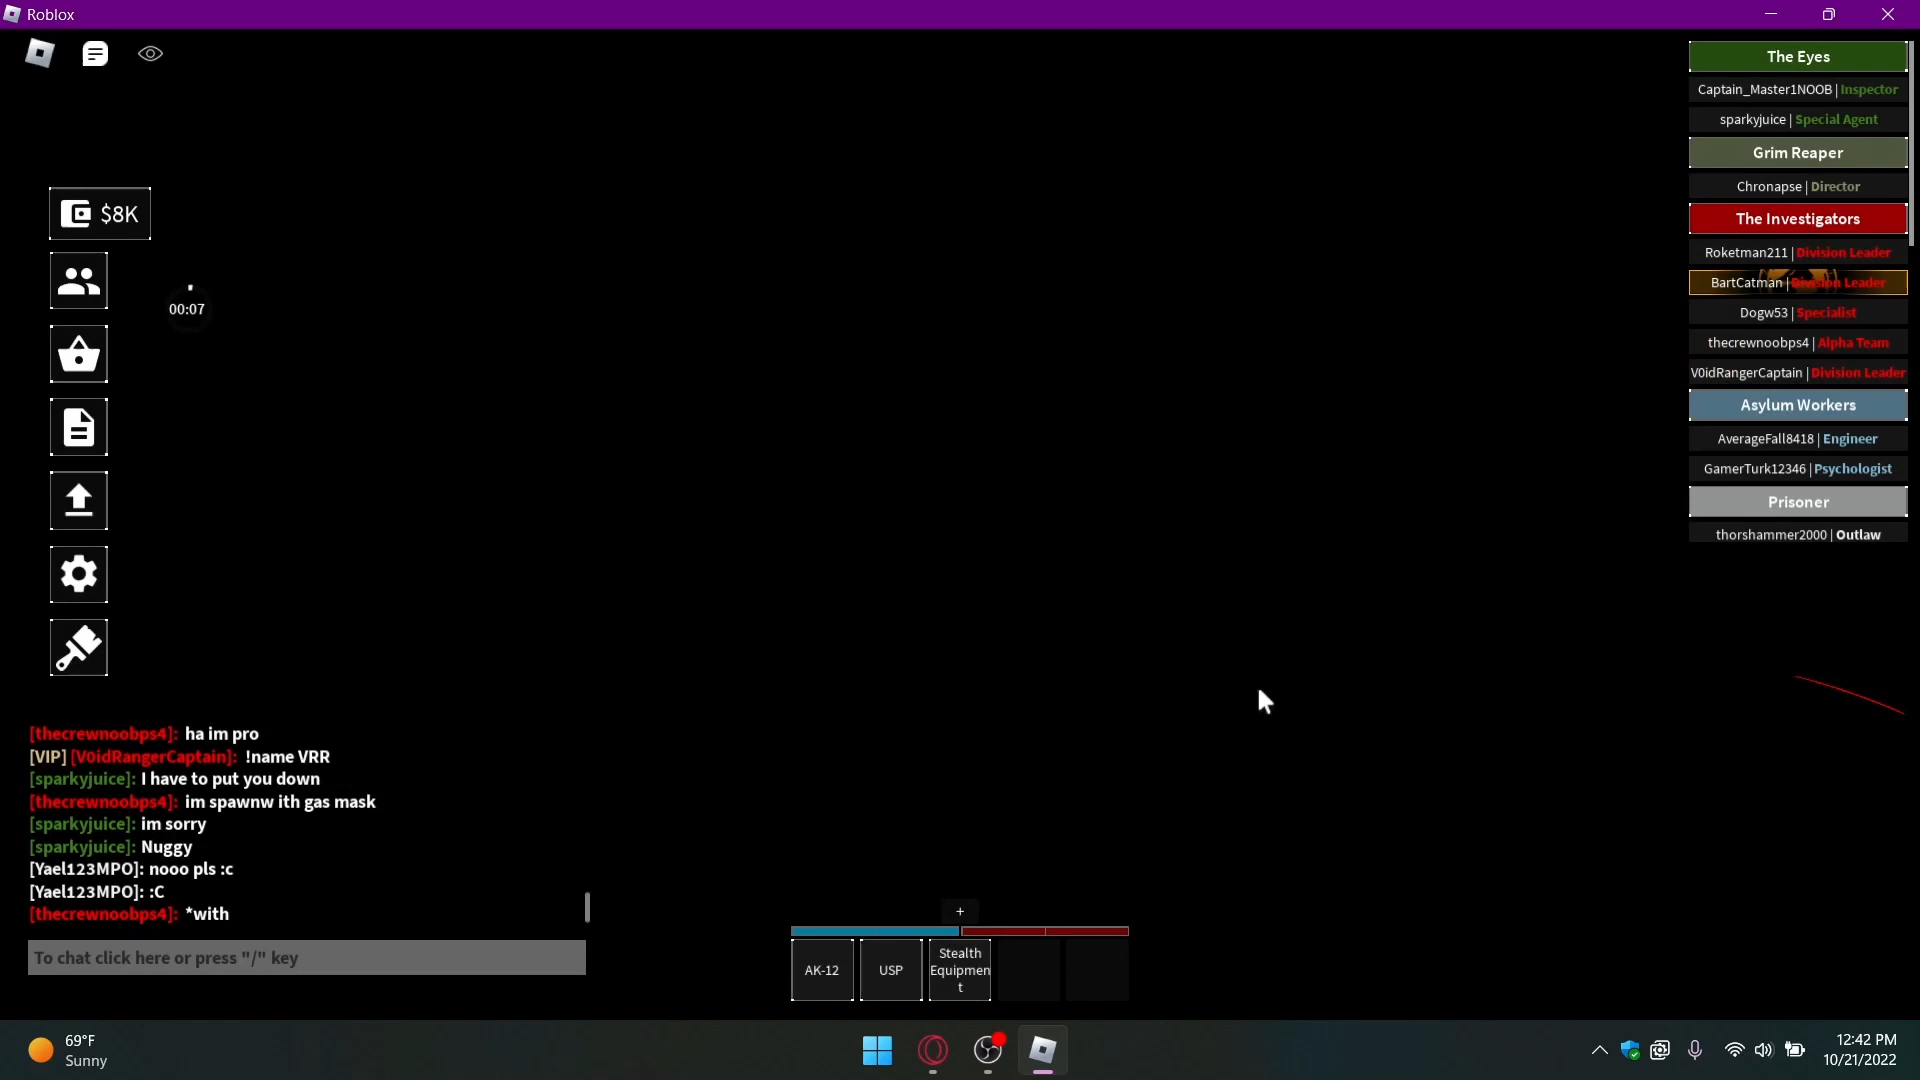 Roblox
$8K
00:07
The Eyes
Captain_Master1NOOB | Inspector
sparkyjuice | Special Agent
Grim Reaper
Chronapse | Director
The Investigators
Roketman211 | Division Leader
BartCatman | Division Leader
Dogw53 | Specialist
thecrewnoobps4 | Alpha Team
V0idRangerCaptain | Division Leader
Asylum Workers
AverageFall8418 | Engineer
GamerTurk12346 | Psychologist
Prisoner
thorshammer2000 | Outlaw
[thecrewnoobps4]: ha im pro
[VIP] [V0idRangerCaptain]: !name VRR
[sparkyjuice]: I have to put you down
[thecrewnoobps4]: im spawnw ith gas mask
[sparkyjuice]: im sorry
[sparkyjuice]: Nuggy
[Yael123MPO]: nooo pls :c
[Yael123MPO]: :C
[thecrewnoobps4]: *with
To chat click here or press "/" key
+
AK-12
USP
Stealth
Equipmen
t
69°F
Sunny
12:42 PM
10/21/2022